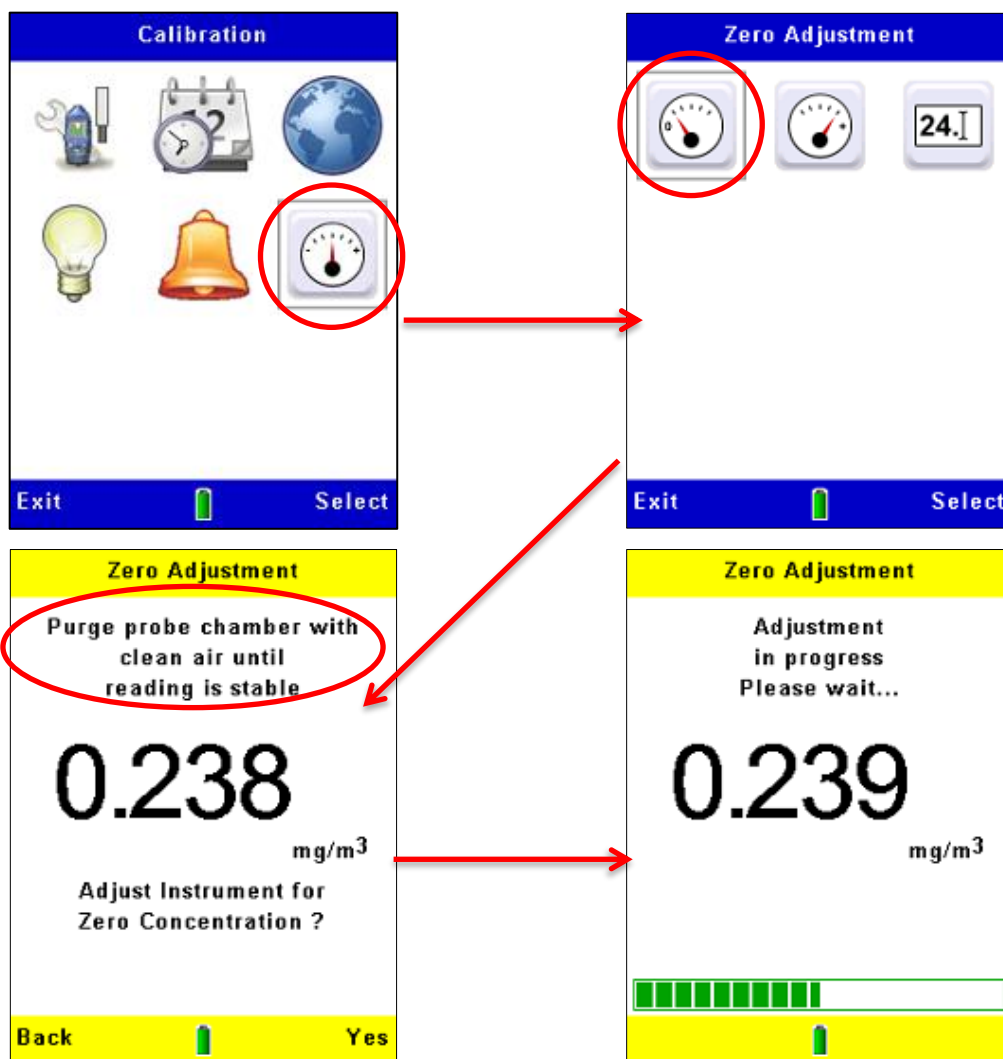 Calibration
12
Exit
Select
Zero Adjustment
0
24.
Exit
Select
Zero Adjustment
Purge probe chamber with
clean air until
reading is stable
0.238
mg/m³
Adjust Instrument for
Zero Concentration ?
Back
Yes
Zero Adjustment
Adjustment
in progress
Please wait...
0.239
mg/m³